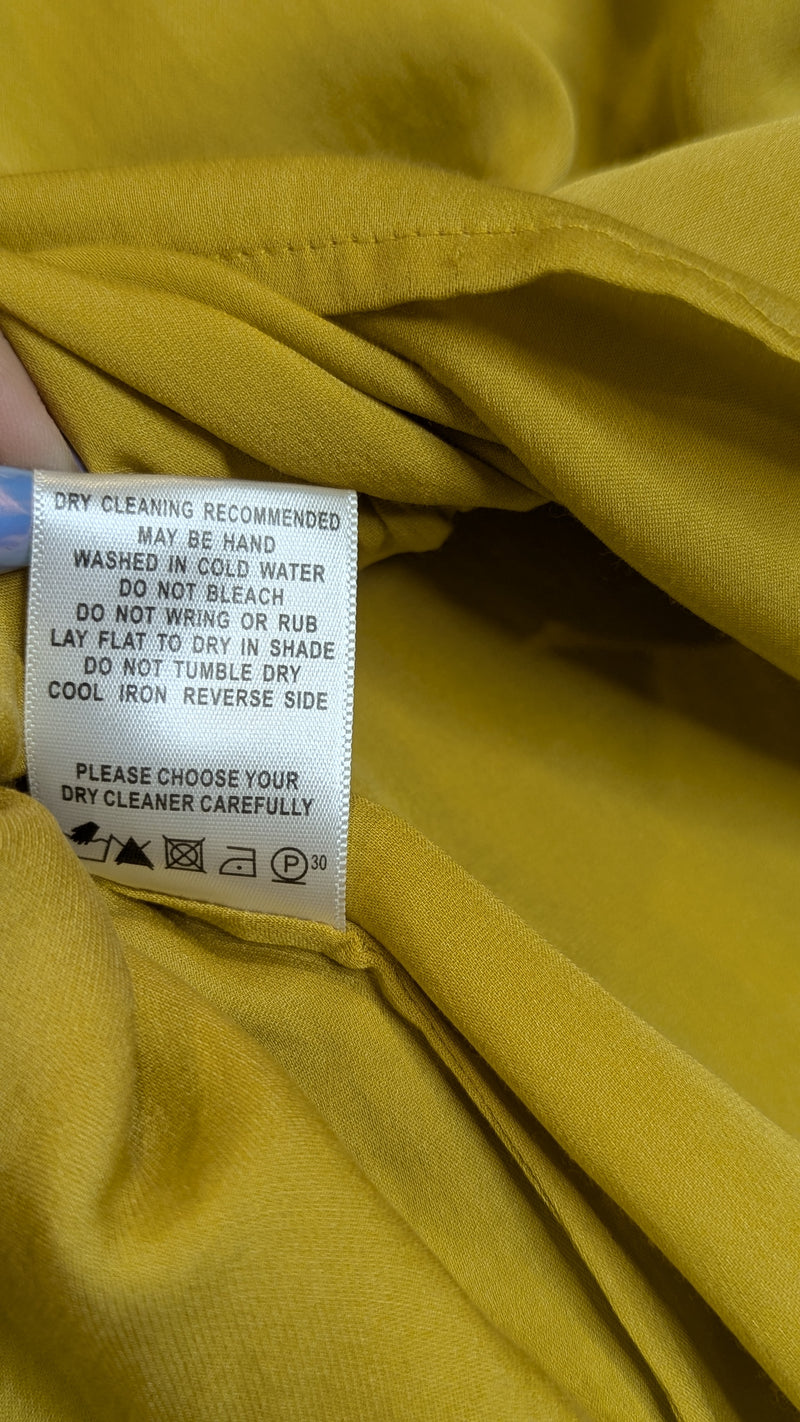 DRY CLEANING RECOMMENDED
MAY BE HAND
WASHED IN COLD WATER
DO NOT BLEACH
DO NOT WRING OR RUB
LAY FLAT TO DRY IN SHADE
DO NOT TUMBLE DRY
COOL IRON REVERSE SIDE
PLEASE CHOOSE YOUR
DRY CLEANER CAREFULLY
P 30